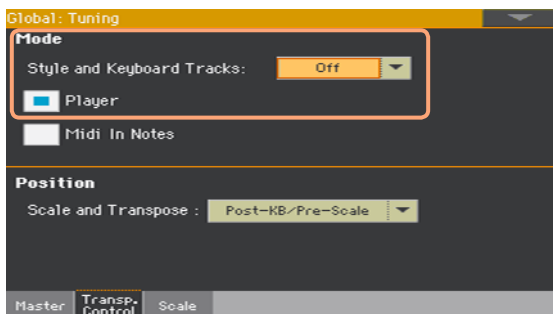 Global: Tuning
Mode
Style and Keyboard Tracks: Off
Player
Midi In Notes
Position
Scale and Transpose : Post-KB/Pre-Scale
Master Transp. Control Scale